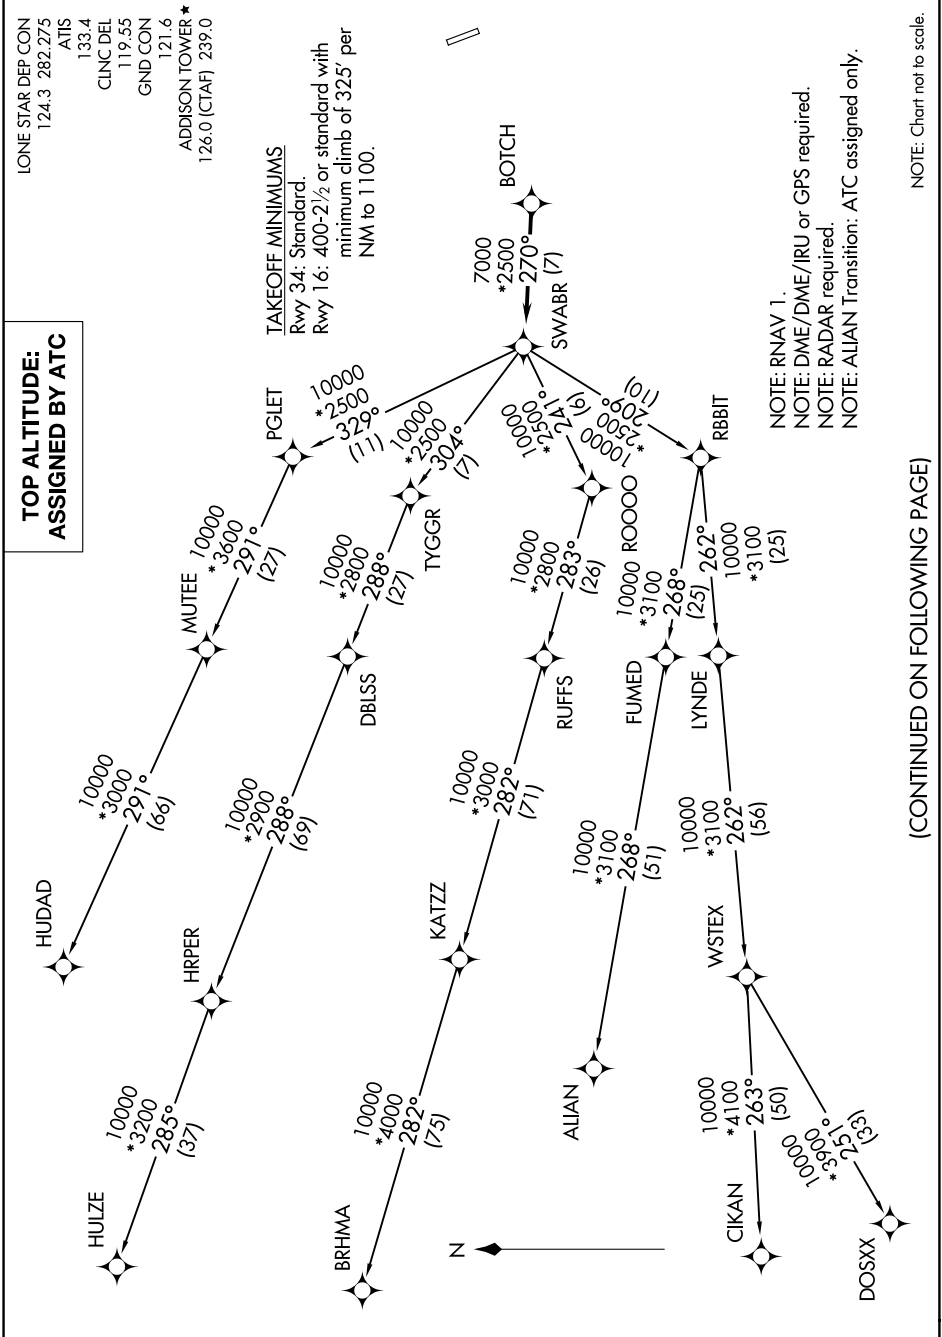 TOP ALTITUDE:
ASSIGNED BY ATC
LONE STAR DEP CON
124.3 282.275
ATIS
133.4
CLNC DEL
119.55
GND CON
121.6
ADDISON TOWER ★
126.0 (CTAF) 239.0
TAKEOFF MINIMUMS
Rwy 34: Standard.
Rwy 16: 400-2½ or standard with
minimum climb of 325' per
NM to 1100.
BOTCH
7000
*2500
270°
(7)
SWABR
10000
*2500
329°
(11)
PGLET
10000
*3600
291°
(27)
MUTEE
10000
*3000
291°
(66)
HUDAD
10000
*2500
304°
(7)
TYGGR
10000
*2800
288°
(27)
DBLSS
10000
*2900
288°
(69)
HRPER
10000
*3200
285°
(37)
HULZE
10000
*2500
241°
(9)
ROOOO
10000
*2800
283°
(26)
RUFFS
10000
*3000
282°
(71)
KATZZ
10000
*4000
282°
(75)
BRHMA
10000
*2500
209°
(10)
RBBIT
10000
*3100
268°
(25)
FUMED
10000
*3100
268°
(51)
ALIAN
262°
10000
*3100
(25)
LYNDE
10000
*3100
262°
(56)
WSTEX
10000
*4100
263°
(50)
CIKAN
10000
*3900
251°
(33)
DOSXX
N
NOTE: RNAV 1.
NOTE: DME/DME/IRU or GPS required.
NOTE: RADAR required.
NOTE: ALIAN Transition: ATC assigned only.
(CONTINUED ON FOLLOWING PAGE)
NOTE: Chart not to scale.